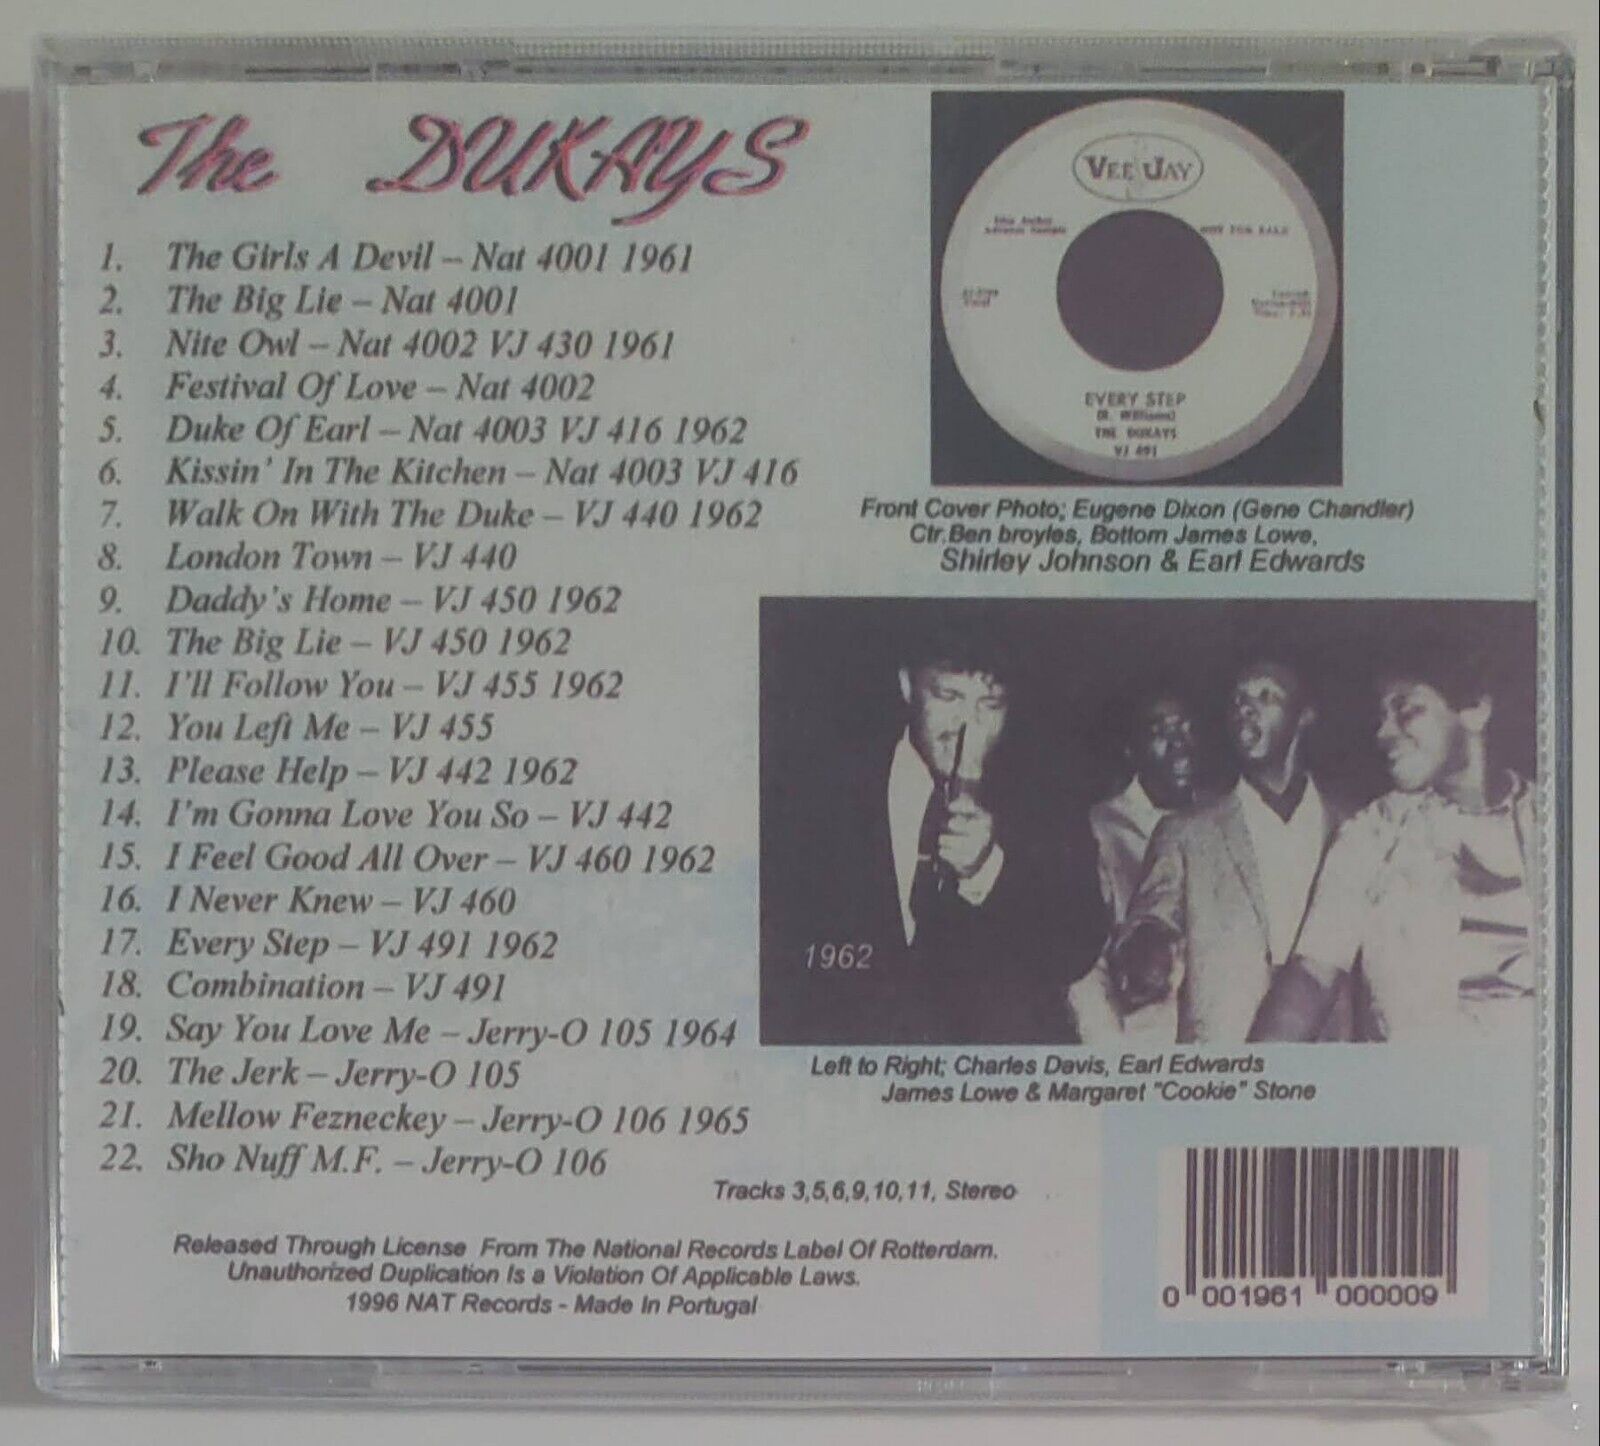 The DUKAYS
1. The Girls A Devil – Nat 4001 1961
2. The Big Lie – Nat 4001
3. Nite Owl – Nat 4002 VJ 430 1961
4. Festival Of Love – Nat 4002
5. Duke Of Earl – Nat 4003 VJ 416 1962
6. Kissin' In The Kitchen – Nat 4003 VJ 416
7. Walk On With The Duke – VJ 440 1962
8. London Town – VJ 440
9. Daddy's Home – VJ 450 1962
10. The Big Lie – VJ 450 1962
11. I'll Follow You – VJ 455 1962
12. You Left Me – VJ 455
13. Please Help – VJ 442 1962
14. I'm Gonna Love You So – VJ 442
15. I Feel Good All Over – VJ 460 1962
16. I Never Knew – VJ 460
17. Every Step – VJ 491 1962
18. Combination – VJ 491
19. Say You Love Me – Jerry-O 105 1964
20. The Jerk – Jerry-O 105
21. Mellow Fezneckey – Jerry-O 106 1965
22. Sho Nuff M.F. – Jerry-O 106
Tracks 3,5,6,9,10,11, Stereo
Released Through License From The National Records Label Of Rotterdam.
Unauthorized Duplication Is a Violation Of Applicable Laws.
1996 NAT Records - Made In Portugal
VEE JAY
NOT FOR SALE
EVERY STEP
(R. Williams)
THE DUKAYS
VJ 491
Front Cover Photo; Eugene Dixon (Gene Chandler)
Ctr.Ben broyles, Bottom James Lowe,
Shirley Johnson & Earl Edwards
1962
Left to Right; Charles Davis, Earl Edwards
James Lowe & Margaret "Cookie" Stone
0 001961 000009